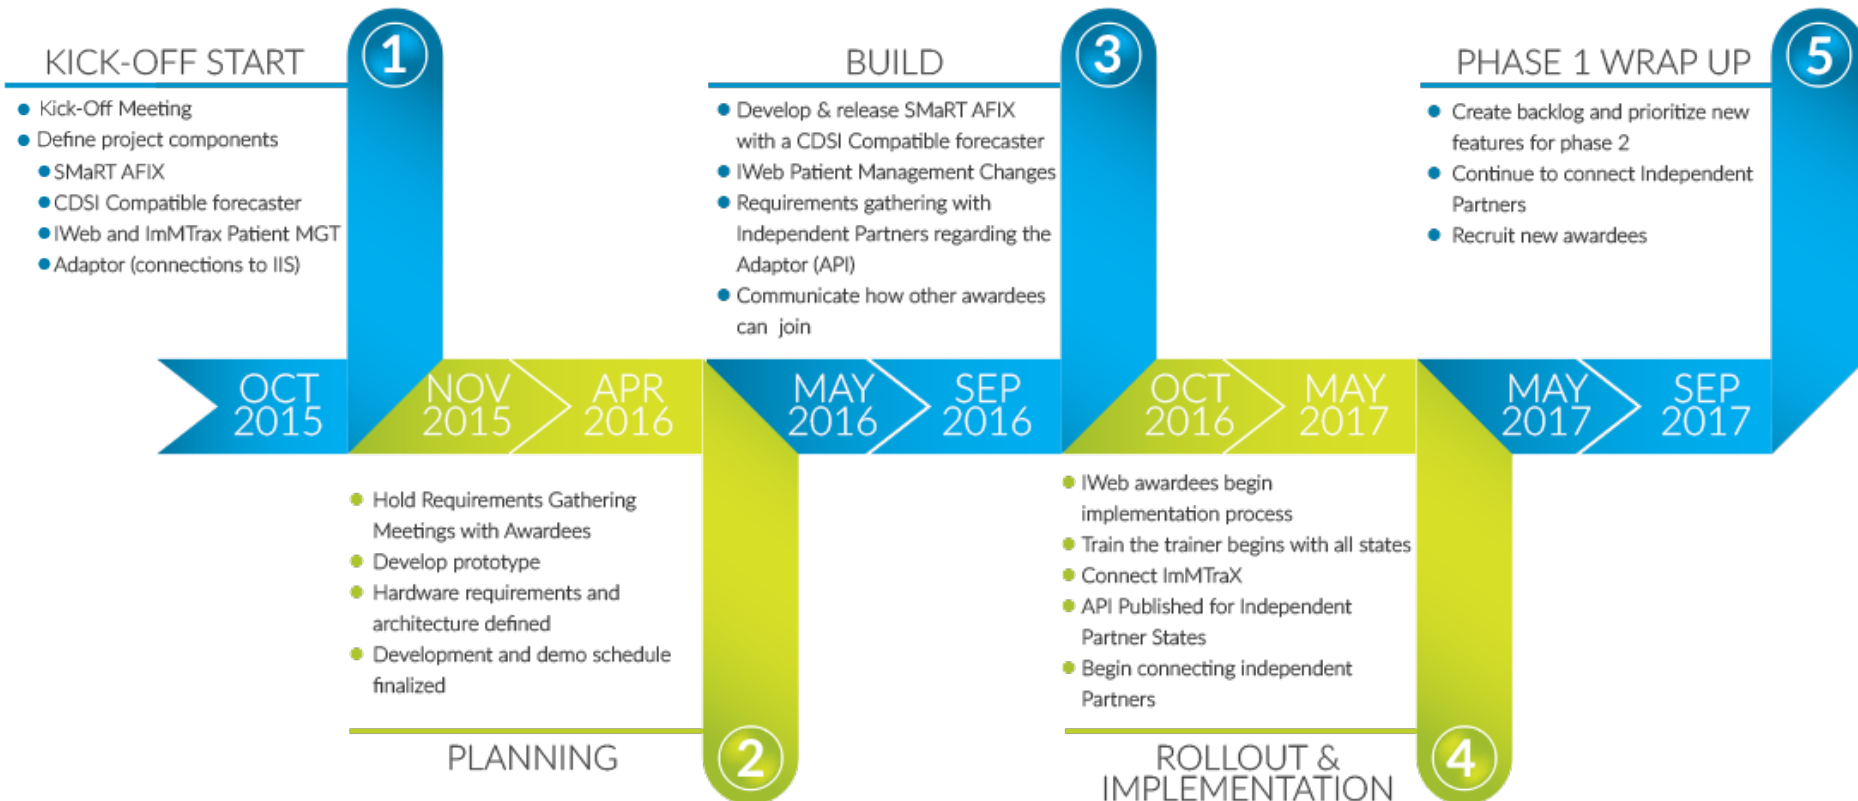 KICK-OFF START
1
Kick-Off Meeting
Define project components
SMaRT AFIX
CDSI Compatible forecaster
IWeb and ImMTrax Patient MGT
Adaptor (connections to IIS)
OCT
2015
NOV
2015
APR
2016
Hold Requirements Gathering
Meetings with Awardees
Develop prototype
Hardware requirements and
architecture defined
Development and demo schedule
finalized
PLANNING
2
BUILD
3
Develop & release SMaRT AFIX
with a CDSI Compatible forecaster
IWeb Patient Management Changes
Requirements gathering with
Independent Partners regarding the
Adaptor (API)
Communicate how other awardees
can join
MAY
2016
SEP
2016
OCT
2016
MAY
2017
IWeb awardees begin
implementation process
Train the trainer begins with all states
Connect ImMTraX
API Published for Independent
Partner States
Begin connecting independent
Partners
ROLLOUT &
IMPLEMENTATION
4
PHASE 1 WRAP UP
5
Create backlog and prioritize new
features for phase 2
Continue to connect Independent
Partners
Recruit new awardees
MAY
2017
SEP
2017